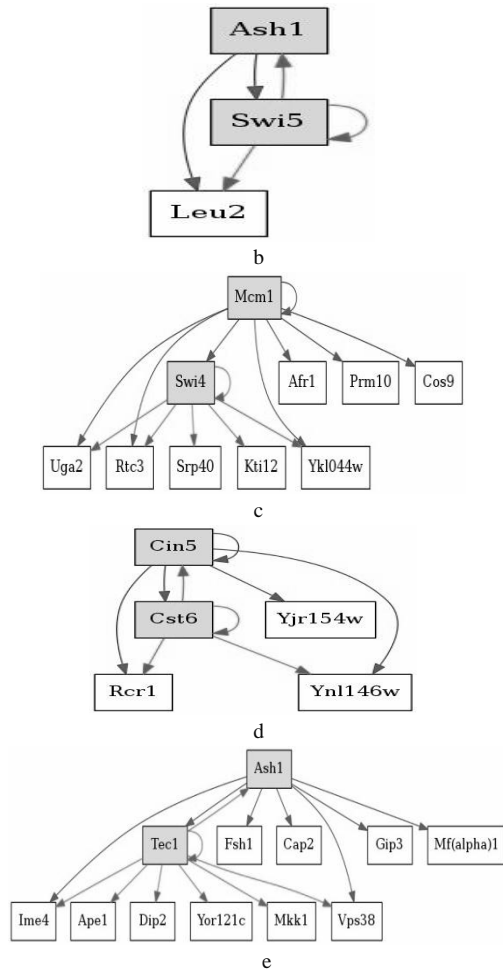 Ash1
Swi5
Leu2
b
Mcm1
Swi4 Afr1 Prm10 Cos9
Uga2 Rtc3 Srp40 Kti12 Ykl044w
c
Cin5
Cst6 Yjr154w
Rcr1 Ynl146w
d
Ash1
Tec1 Fsh1 Cap2 Gip3 Mf(alpha)1
Ime4 Ape1 Dip2 Yor121c Mkk1 Vps38
e